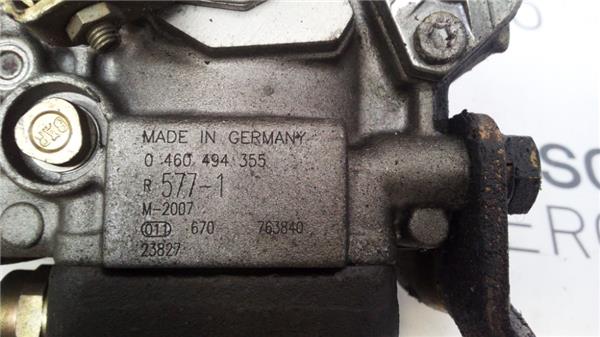 MADE IN GERMANY
0 460 494 355
R 577-1
M-2007
011 670 763840
23827